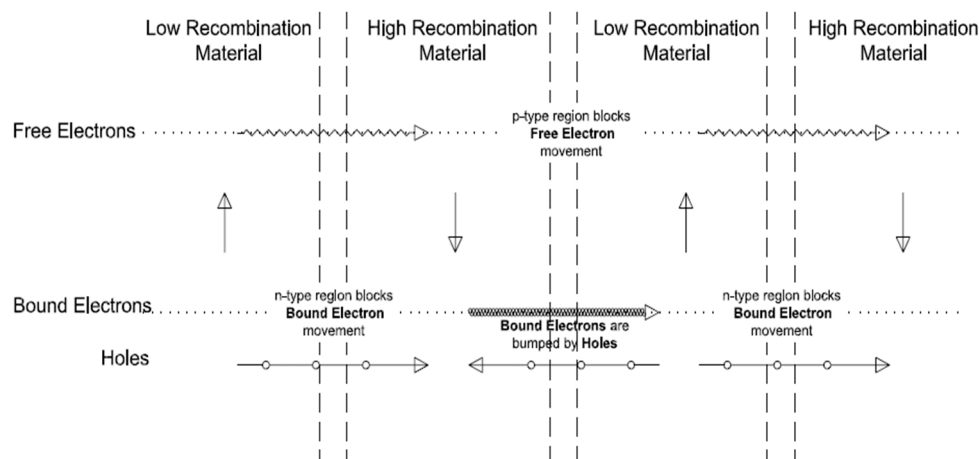 Low Recombination
Material
High Recombination
Material
Low Recombination
Material
High Recombination
Material
Free Electrons
p-type region blocks
Free Electron
movement
Bound Electrons
n-type region blocks
Bound Electron
movement
Bound Electrons are
bumped by Holes
n-type region blocks
Bound Electron
movement
Holes